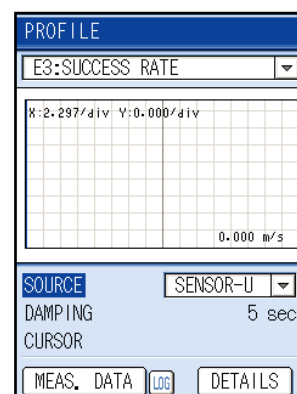 PROFILE
E3:SUCCESS RATE
X:2.297/div Y:0.000/div
0.000 m/s
SOURCE SENSOR-U
DAMPING 5 sec
CURSOR
MEAS. DATA LOG DETAILS